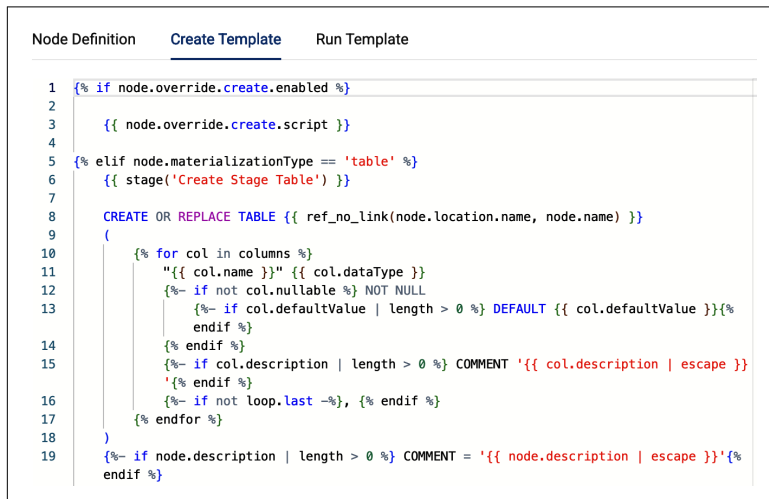 Node Definition    Create Template    Run Template
1 {% if node.override.create.enabled %}
2
3     {{ node.override.create.script }}
4
5 {% elif node.materializationType == 'table' %}
6     {{ stage('Create Stage Table') }}
7
8     CREATE OR REPLACE TABLE {{ ref_no_link(node.location.name, node.name) }}
9     (
10         {% for col in columns %}
11             "{{ col.name }}" {{ col.dataType }}
12             {%- if not col.nullable %} NOT NULL
13                 {%- if col.defaultValue | length > 0 %} DEFAULT {{ col.defaultValue }}{%
                endif %}
14             {% endif %}
15             {%- if col.description | length > 0 %} COMMENT '{{ col.description | escape }}
            '{% endif %}
16             {%- if not loop.last -%}, {% endif %}
17         {% endfor %}
18     )
19     {%- if node.description | length > 0 %} COMMENT = '{{ node.description | escape }}'{%
    endif %}